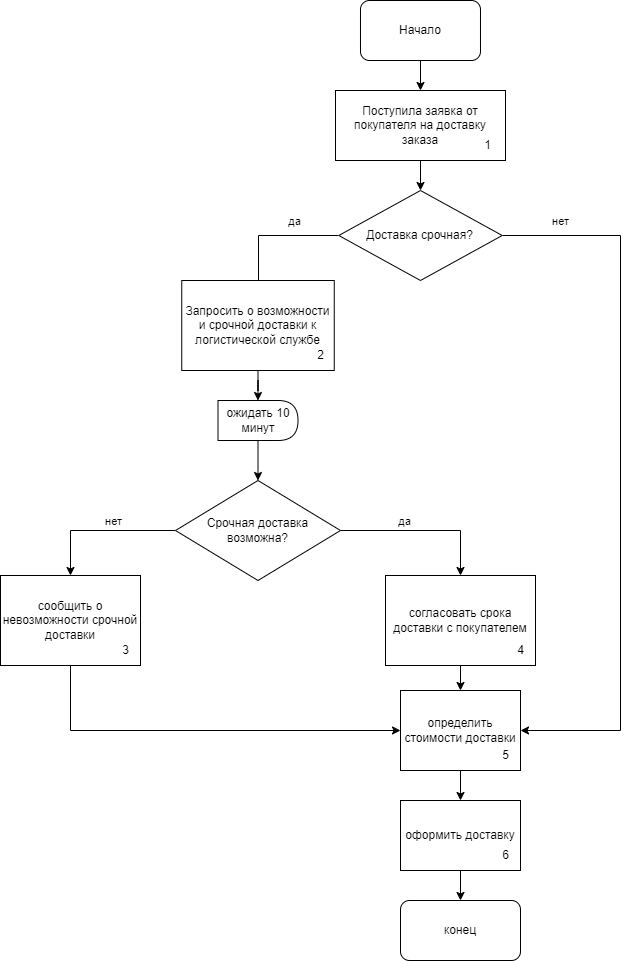 Начало
Поступила заявка от
покупателя на доставку
заказа
1
Доставка срочная?
да
нет
Запросить о возможности
и срочной доставки к
логистической службе
2
ожидать 10
минут
Срочная доставка
возможна?
нет
да
сообщить о
невозможности срочной
доставки
3
согласовать срока
доставки с покупателем
4
определить
стоимости доставки
5
оформить доставку
6
конец